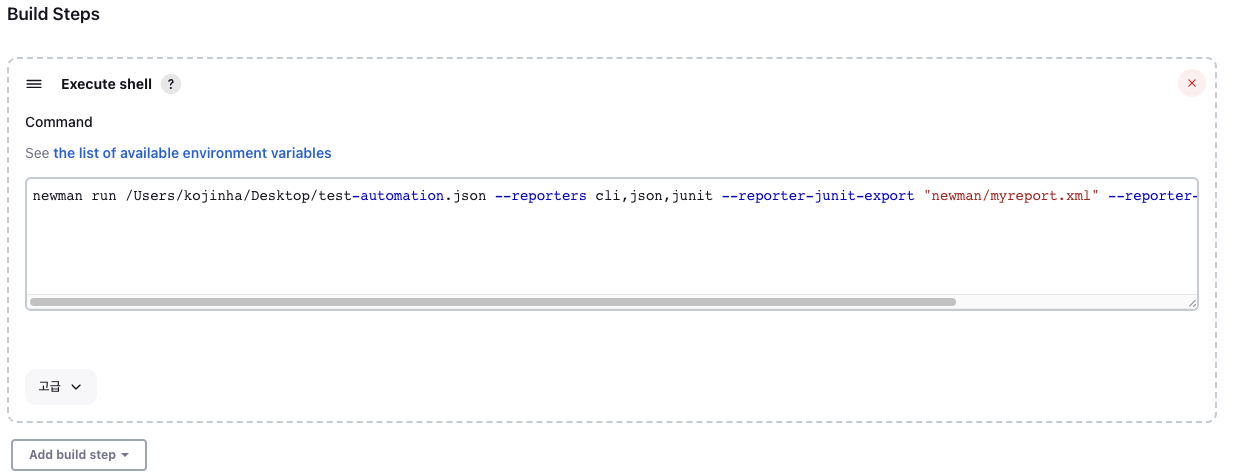 Build Steps
Execute shell ?
Command
See the list of available environment variables
newman run /Users/kojinha/Desktop/test-automation.json --reporters cli,json,junit --reporter-junit-export "newman/myreport.xml" --reporter-
고급
Add build step